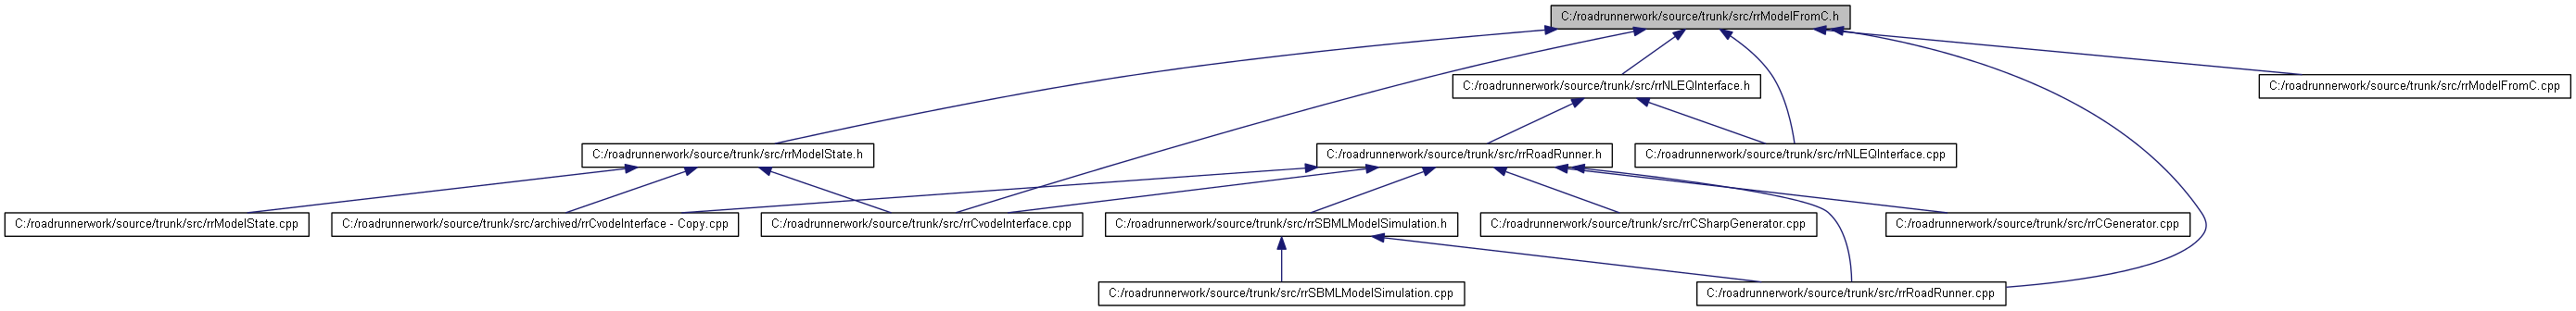 C:/roadrunnerwork/source/trunk/src/rrModelFromC.h
C:/roadrunnerwork/source/trunk/src/rrNLEQInterface.h
C:/roadrunnerwork/source/trunk/src/rrModelFromC.cpp
C:/roadrunnerwork/source/trunk/src/rrModelState.h
C:/roadrunnerwork/source/trunk/src/rrRoadRunner.h
C:/roadrunnerwork/source/trunk/src/rrNLEQInterface.cpp
C:/roadrunnerwork/source/trunk/src/rrModelState.cpp
C:/roadrunnerwork/source/trunk/src/archived/rrCvodeInterface - Copy.cpp
C:/roadrunnerwork/source/trunk/src/rrCvodeInterface.cpp
C:/roadrunnerwork/source/trunk/src/rrSBMLModelSimulation.h
C:/roadrunnerwork/source/trunk/src/rrCSharpGenerator.cpp
C:/roadrunnerwork/source/trunk/src/rrCGenerator.cpp
C:/roadrunnerwork/source/trunk/src/rrSBMLModelSimulation.cpp
C:/roadrunnerwork/source/trunk/src/rrRoadRunner.cpp